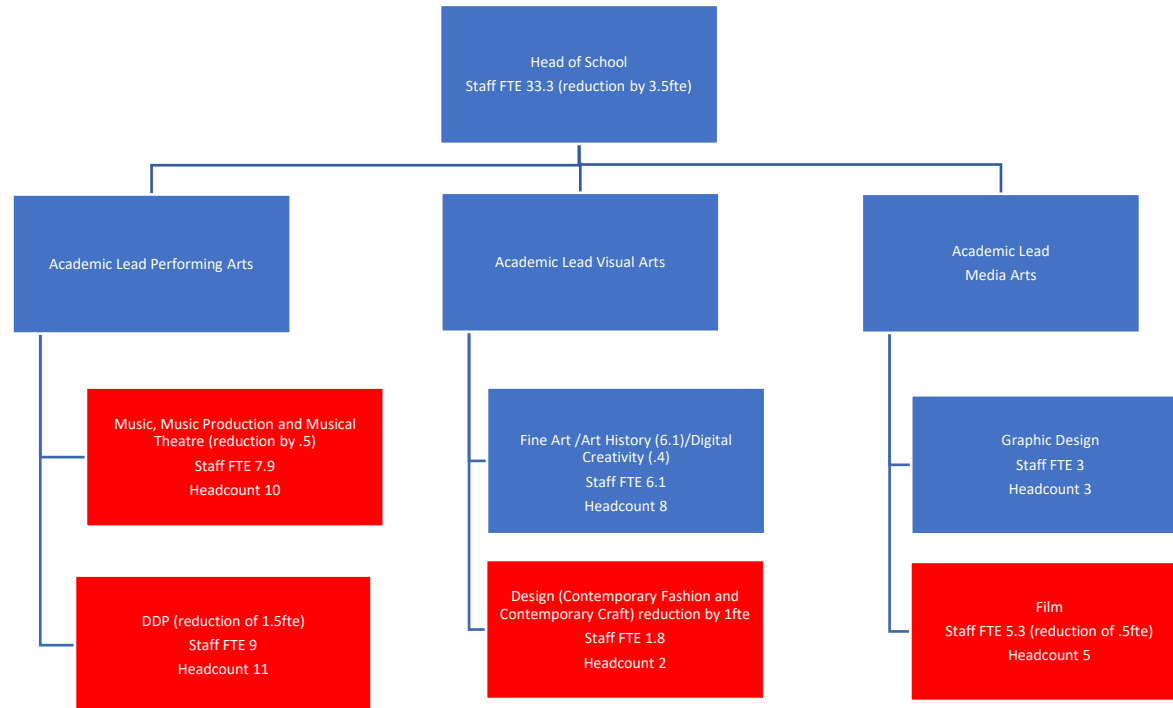 Head of School
Staff FTE 33.3 (reduction by 3.5fte)
Academic Lead Performing Arts
Academic Lead Visual Arts
Academic Lead
Media Arts
Music, Music Production and Musical
Theatre (reduction by .5)
Staff FTE 7.9
Headcount 10
Fine Art /Art History (6.1)/Digital
Creativity (.4)
Staff FTE 6.1
Headcount 8
Graphic Design
Staff FTE 3
Headcount 3
DDP (reduction of 1.5fte)
Staff FTE 9
Headcount 11
Design (Contemporary Fashion and
Contemporary Craft) reduction by 1fte
Staff FTE 1.8
Headcount 2
Film
Staff FTE 5.3 (reduction of .5fte)
Headcount 5